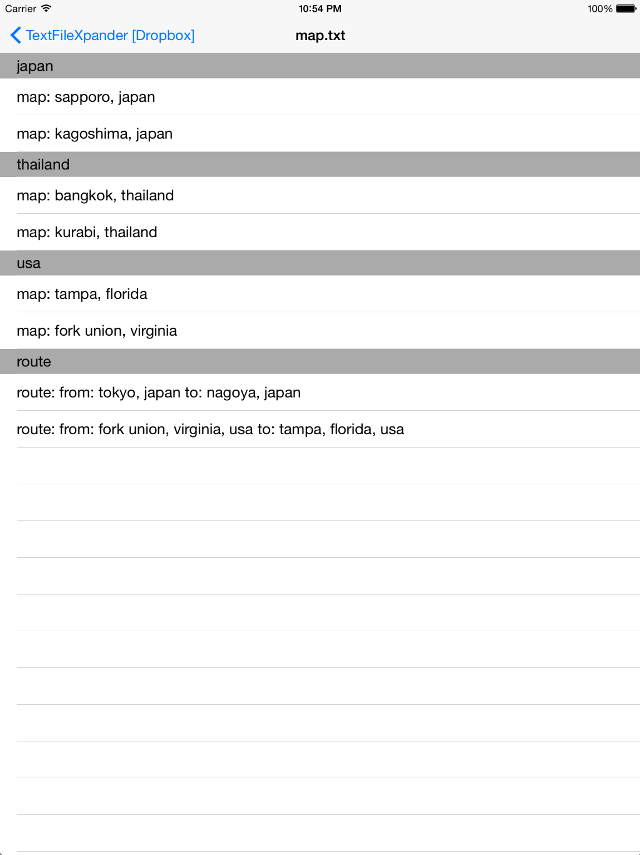 Carrier 10:54 PM 100%
TextFileXpander [Dropbox] map.txt
japan
map: sapporo, japan
map: kagoshima, japan
thailand
map: bangkok, thailand
map: kurabi, thailand
usa
map: tampa, florida
map: fork union, virginia
route
route: from: tokyo, japan to: nagoya, japan
route: from: fork union, virginia, usa to: tampa, florida, usa